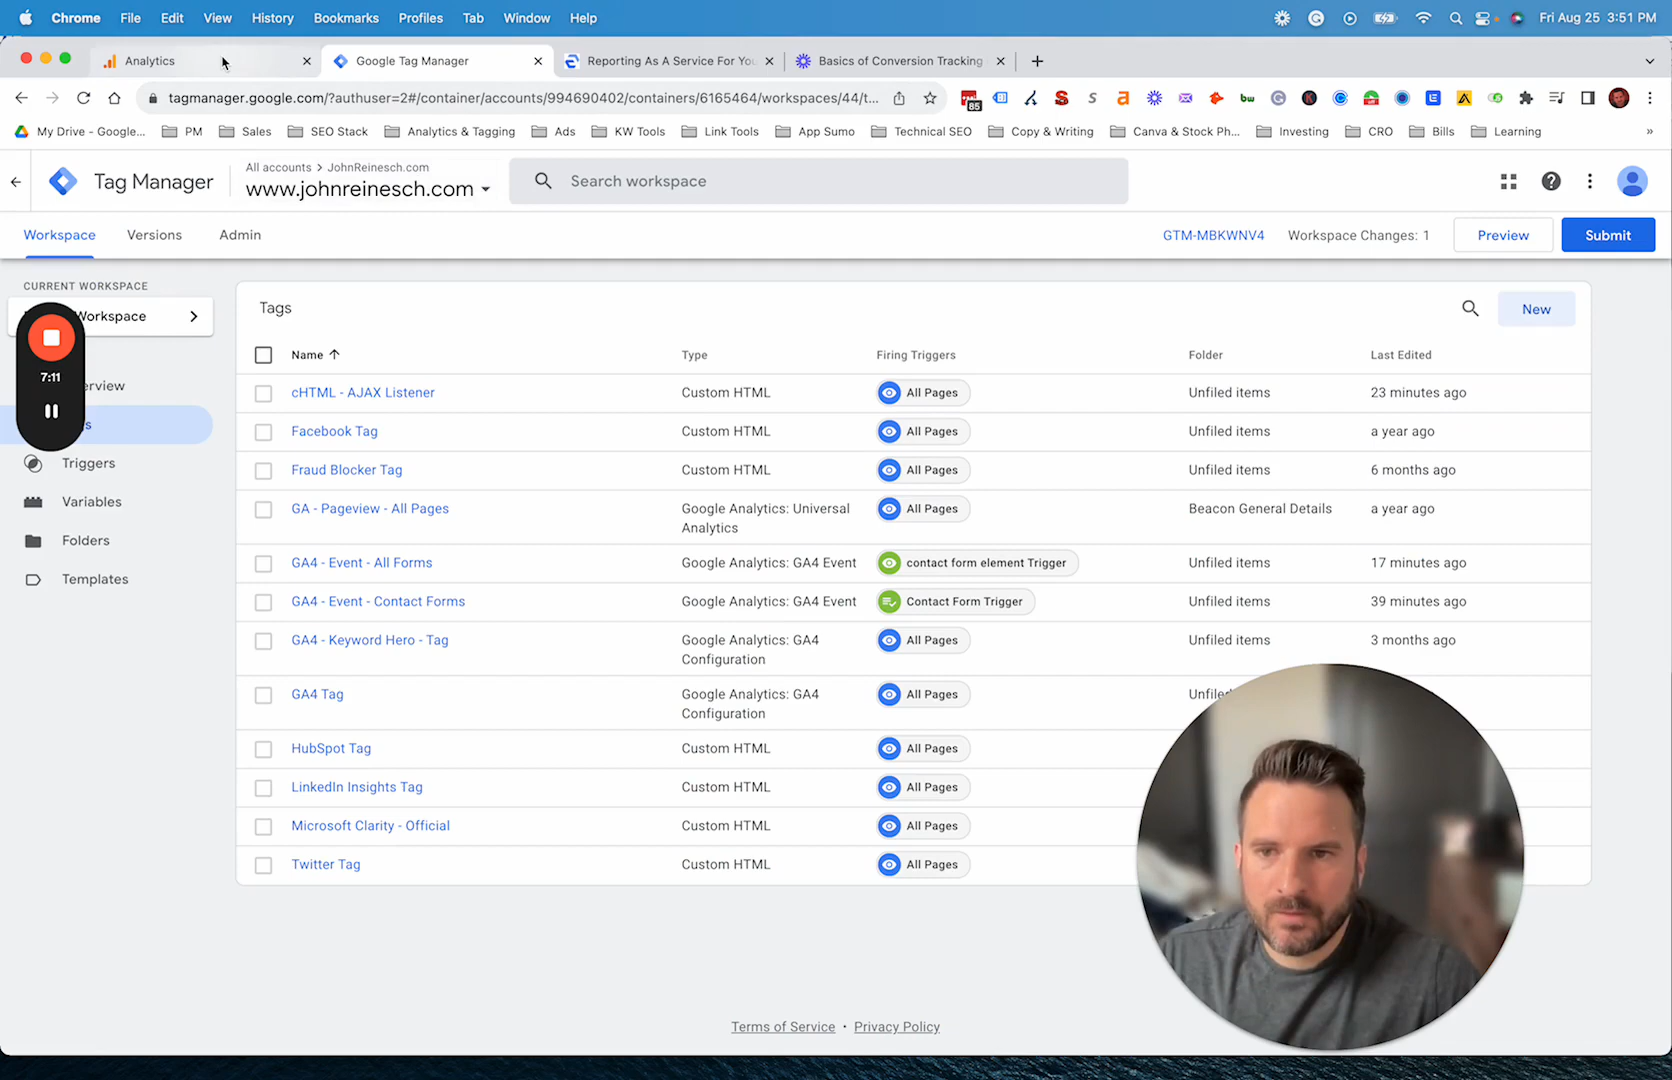 Chrome File Edit View History Bookmarks Profiles Tab Window Help
Fri Aug 25 3:51 PM
Analytics
Google Tag Manager
Reporting As A Service For You
Basics of Conversion Tracking
tagmanager.google.com/?authuser=2#/container/accounts/994690402/containers/6165464/workspaces/44/t...
85
My Drive - Google... PM Sales SEO Stack Analytics & Tagging Ads KW Tools Link Tools App Sumo Technical SEO Copy & Writing Canva & Stock Ph... Investing CRO Bills Learning »
Tag Manager
All accounts > JohnReinesch.com
www.johnreinesch.com
Search workspace
Workspace Versions Admin
GTM-MBKWNV4 Workspace Changes: 1 Preview Submit
CURRENT WORKSPACE
Workspace
7:11
erview
s
Triggers
Variables
Folders
Templates
Tags
New
Name Type Firing Triggers Folder Last Edited
cHTML - AJAX Listener Custom HTML All Pages Unfiled items 23 minutes ago
Facebook Tag Custom HTML All Pages Unfiled items a year ago
Fraud Blocker Tag Custom HTML All Pages Unfiled items 6 months ago
GA - Pageview - All Pages Google Analytics: Universal Analytics All Pages Beacon General Details a year ago
GA4 - Event - All Forms Google Analytics: GA4 Event contact form element Trigger Unfiled items 17 minutes ago
GA4 - Event - Contact Forms Google Analytics: GA4 Event Contact Form Trigger Unfiled items 39 minutes ago
GA4 - Keyword Hero - Tag Google Analytics: GA4 Configuration All Pages Unfiled items 3 months ago
GA4 Tag Google Analytics: GA4 Configuration All Pages Unfiled
HubSpot Tag Custom HTML All Pages
LinkedIn Insights Tag Custom HTML All Pages
Microsoft Clarity - Official Custom HTML All Pages
Twitter Tag Custom HTML All Pages
Terms of Service · Privacy Policy